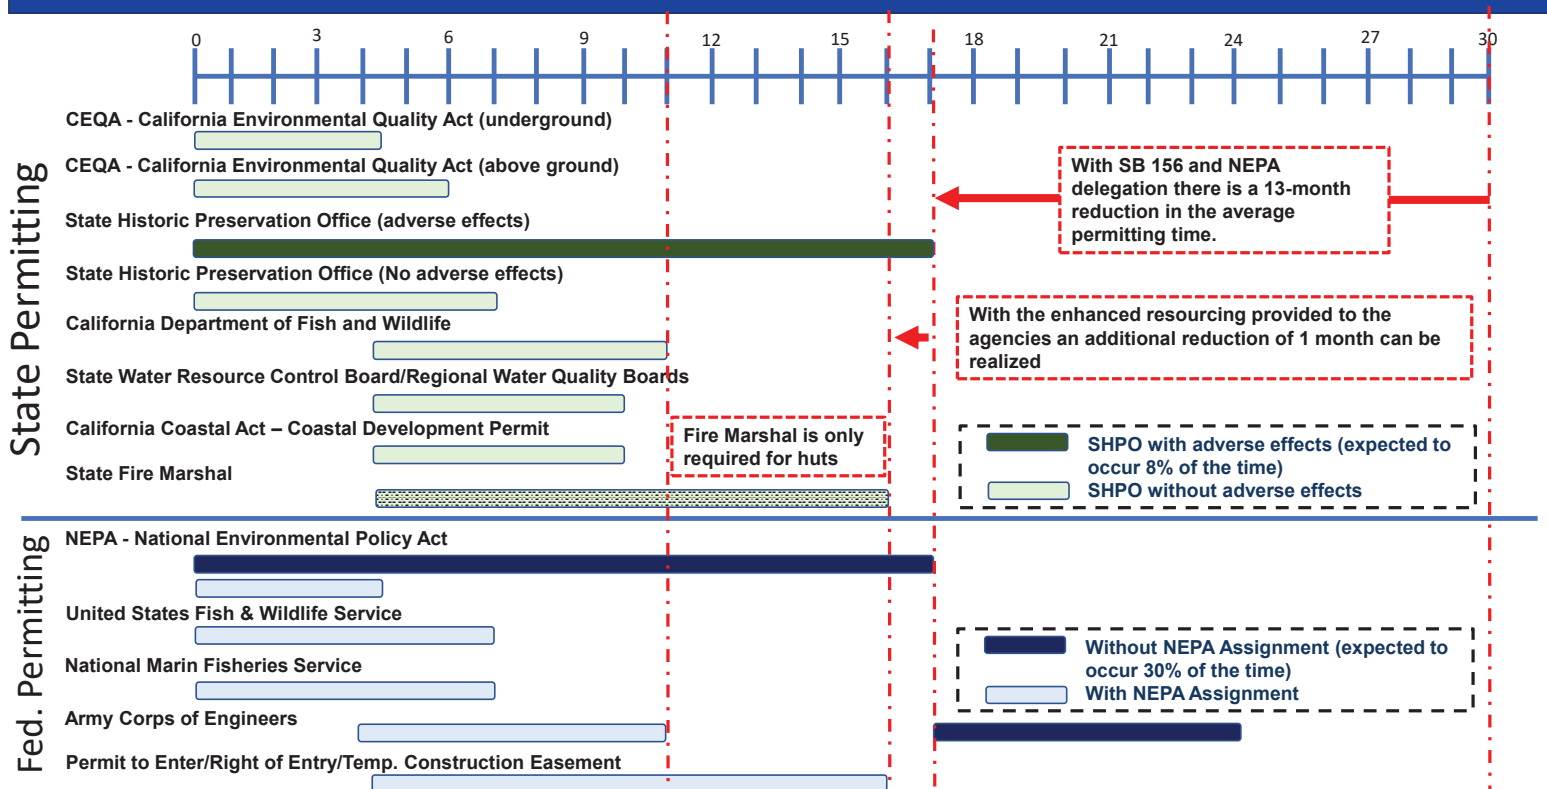 0 3 6 9 12 15 18 21 24 27 30
State Permitting
CEQA - California Environmental Quality Act (underground)
CEQA - California Environmental Quality Act (above ground)
State Historic Preservation Office (adverse effects)
State Historic Preservation Office (No adverse effects)
California Department of Fish and Wildlife
State Water Resource Control Board/Regional Water Quality Boards
California Coastal Act – Coastal Development Permit
State Fire Marshal
With SB 156 and NEPA
delegation there is a 13-month
reduction in the average
permitting time.
With the enhanced resourcing provided to the
agencies an additional reduction of 1 month can be
realized
Fire Marshal is only
required for huts
SHPO with adverse effects (expected to
occur 8% of the time)
SHPO without adverse effects
Fed. Permitting
NEPA - National Environmental Policy Act
United States Fish & Wildlife Service
National Marin Fisheries Service
Army Corps of Engineers
Permit to Enter/Right of Entry/Temp. Construction Easement
Without NEPA Assignment (expected to
occur 30% of the time)
With NEPA Assignment